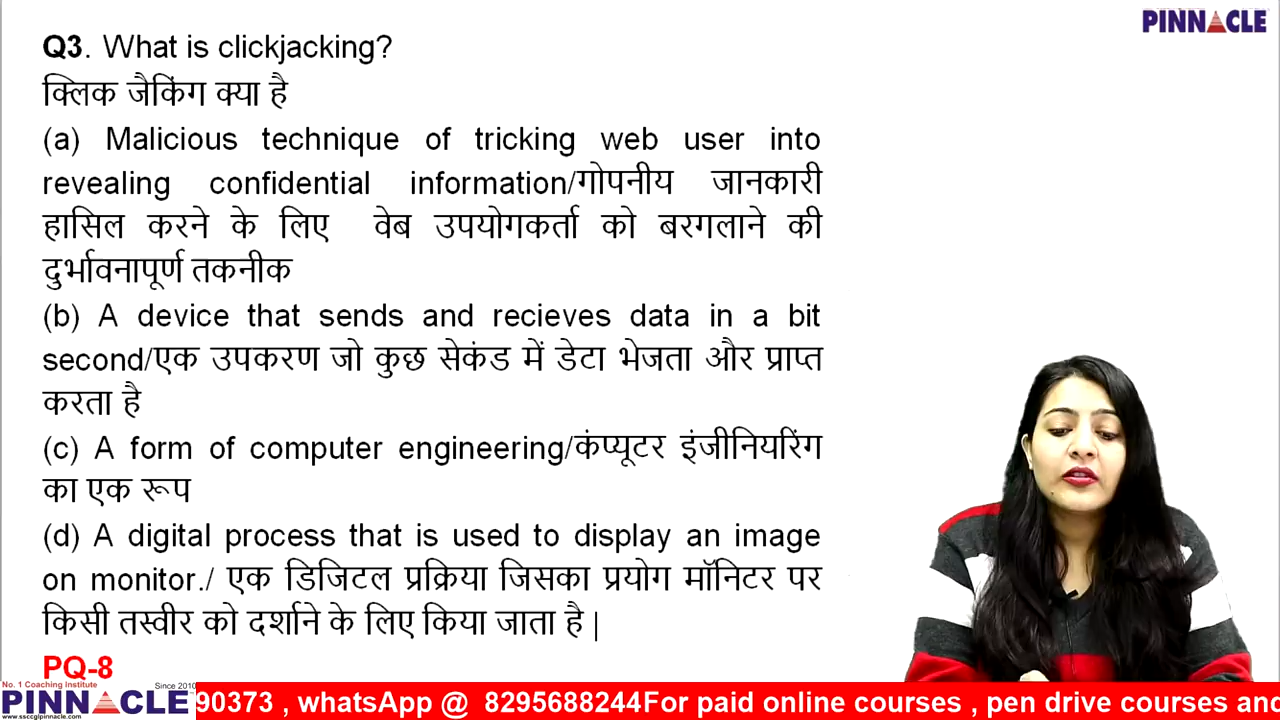 PINNACLE
Q3. What is clickjacking?
क्लिक जैकिंग क्या है
(a) Malicious technique of tricking web user into
revealing confidential information/गोपनीय जानकारी
हासिल करने के लिए वेब उपयोगकर्ता को बरगलाने की
दुर्भावनापूर्ण तकनीक
(b) A device that sends and recieves data in a bit
second/एक उपकरण जो कुछ सेकंड में डेटा भेजता और प्राप्त
करता है
(c) A form of computer engineering/कंप्यूटर इंजीनियरिंग
का एक रूप
(d) A digital process that is used to display an image
on monitor./ एक डिजिटल प्रक्रिया जिसका प्रयोग मॉनिटर पर
किसी तस्वीर को दर्शाने के लिए किया जाता है |
PQ-8
No. 1 Coaching Institute
Since 2010
PINNACLE
www.ssccglpinnacle.com
90373 , whatsApp @ 8295688244For paid online courses , pen drive courses and